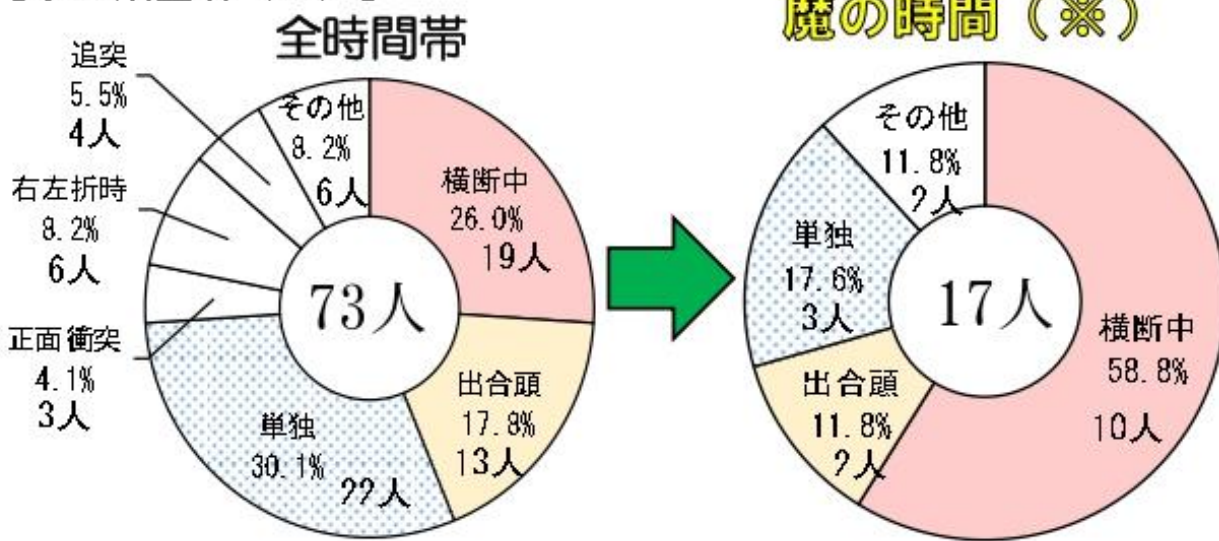 全時間帯
追突
5.5%
4人
右左折時
8.2%
6人
正面衝突
4.1%
3人
その他
8.2%
6人
横断中
26.0%
19人
出合頭
17.8%
13人
単独
30.1%
??人
73人
魔の時間(※)
その他
11.8%
?人
単独
17.6%
3人
出合頭
11.8%
?人
横断中
58.8%
10人
17人